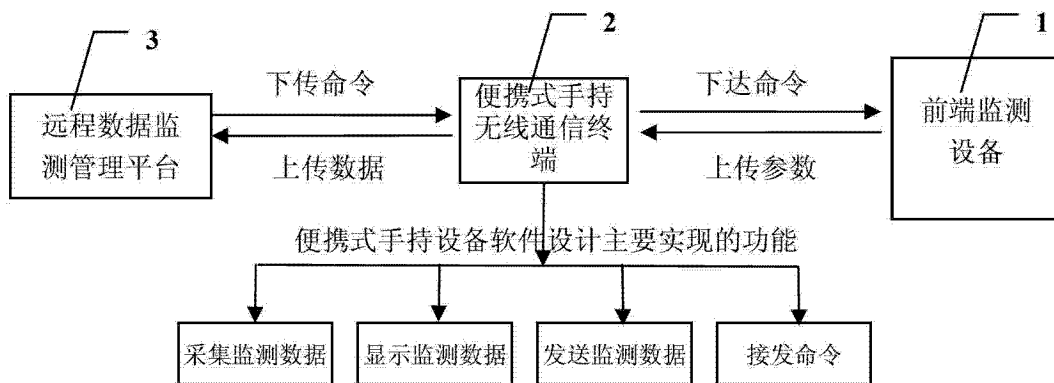 3
2
1
下传命令
下达命令
远程数据监
测管理平台
便携式手持
无线通信终
端
前端监测
设备
上传数据
上传参数
便携式手持设备软件设计主要实现的功能
采集监测数据
显示监测数据
发送监测数据
接发命令